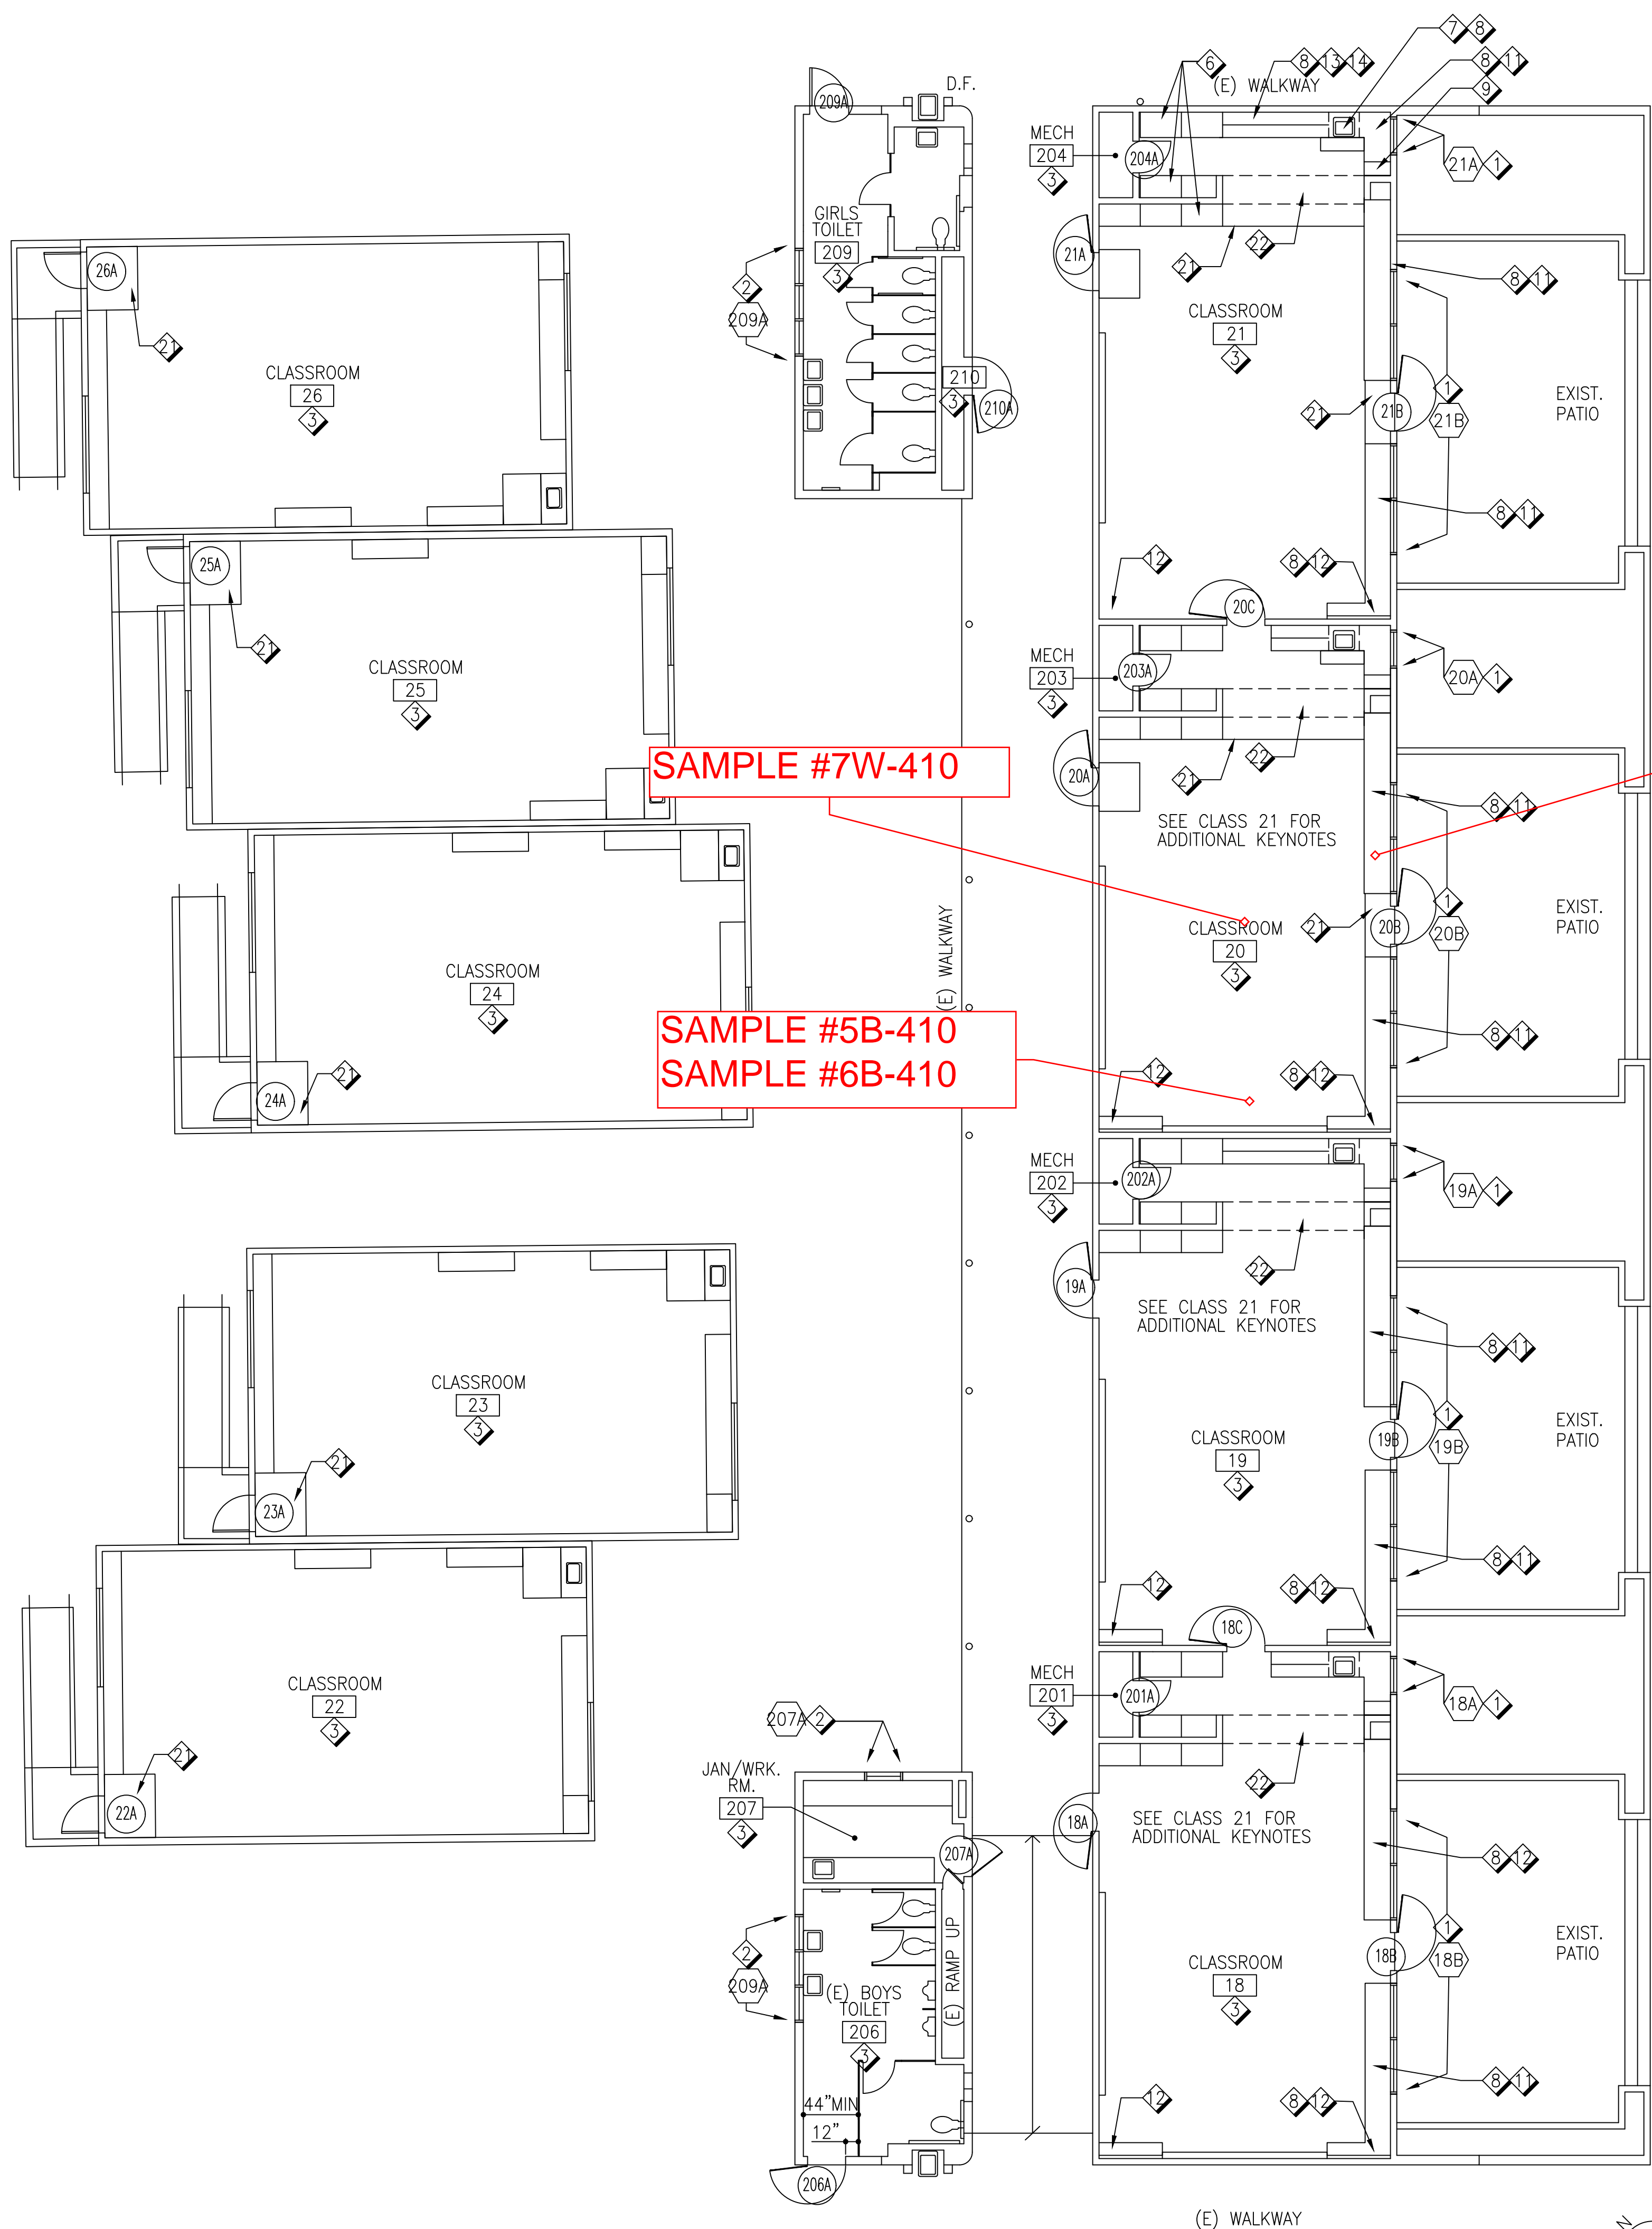 7 8
8 13 14
8 11
6
(E) WALKWAY
9
D.F.
209A
MECH
204
3
204A
21A 1
GIRLS
TOILET
209
3
2
209A
21A
22
21
8 11
26A
21
CLASSROOM
26
3
CLASSROOM
21
3
210
3
210A
21
21B
1
21B
EXIST.
PATIO
8 11
25A
21
12
8 12
20C
CLASSROOM
25
3
MECH
203
3
203A
20A 1
SAMPLE #7W-410
20A
22
21
8 11
SEE CLASS 21 FOR
ADDITIONAL KEYNOTES
(E) WALKWAY
CLASSROOM
20
3
21
20B
1
20B
EXIST.
PATIO
CLASSROOM
24
3
SAMPLE #5B-410
SAMPLE #6B-410
8 11
24A
21
12
8 12
MECH
202
3
202A
19A 1
22
19A
SEE CLASS 21 FOR
ADDITIONAL KEYNOTES
8 11
CLASSROOM
23
3
CLASSROOM
19
3
19B
1
19B
EXIST.
PATIO
23A
21
8 11
12
8 12
18C
CLASSROOM
22
3
MECH
201
3
201A
18A 1
207A 2
22
21
22A
JAN/WRK.
RM.
207
3
207A
18A
SEE CLASS 21 FOR
ADDITIONAL KEYNOTES
8 12
2
209A
(E) BOYS
TOILET
206
3
(E) RAMP UP
CLASSROOM
18
3
18B
1
18B
EXIST.
PATIO
8 11
44"MIN
12"
12
8 12
206A
(E) WALKWAY
N